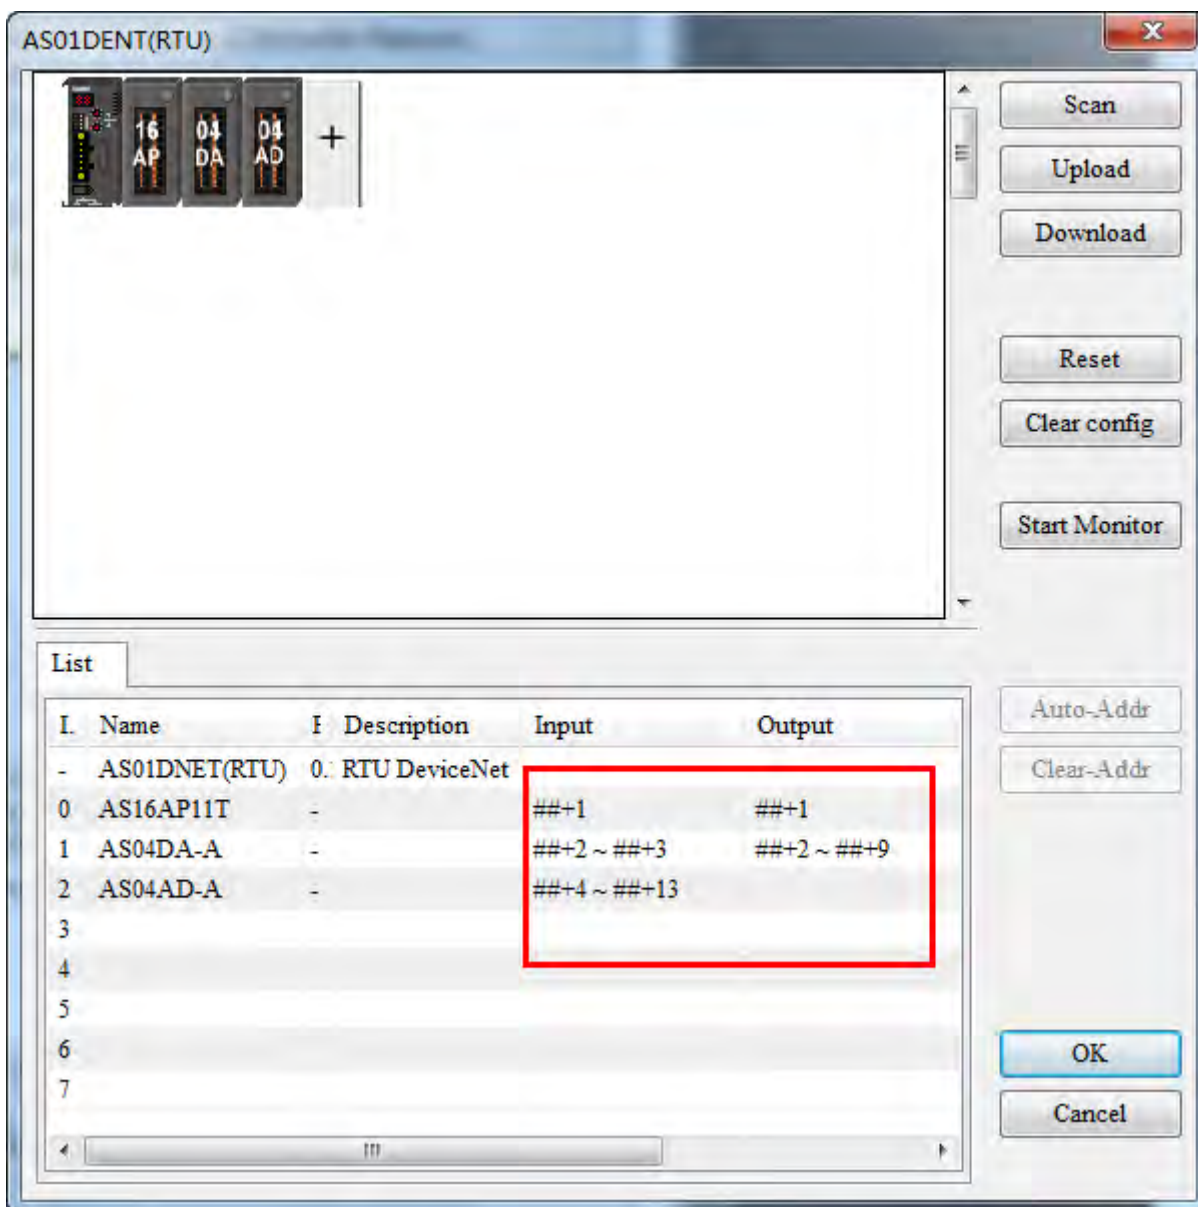 AS01DENT(RTU)
16 AP
04 DA
04 AD
+
Scan
Upload
Download
Reset
Clear config
Start Monitor
List
I. Name F Description Input Output
- AS01DNET(RTU) 0. RTU DeviceNet
0 AS16AP11T -  ##+1 ##+1
1 AS04DA-A - ##+2 ~ ##+3 ##+2 ~ ##+9
2 AS04AD-A - ##+4 ~ ##+13
3
4
5
6
7
Auto-Addr
Clear-Addr
OK
Cancel